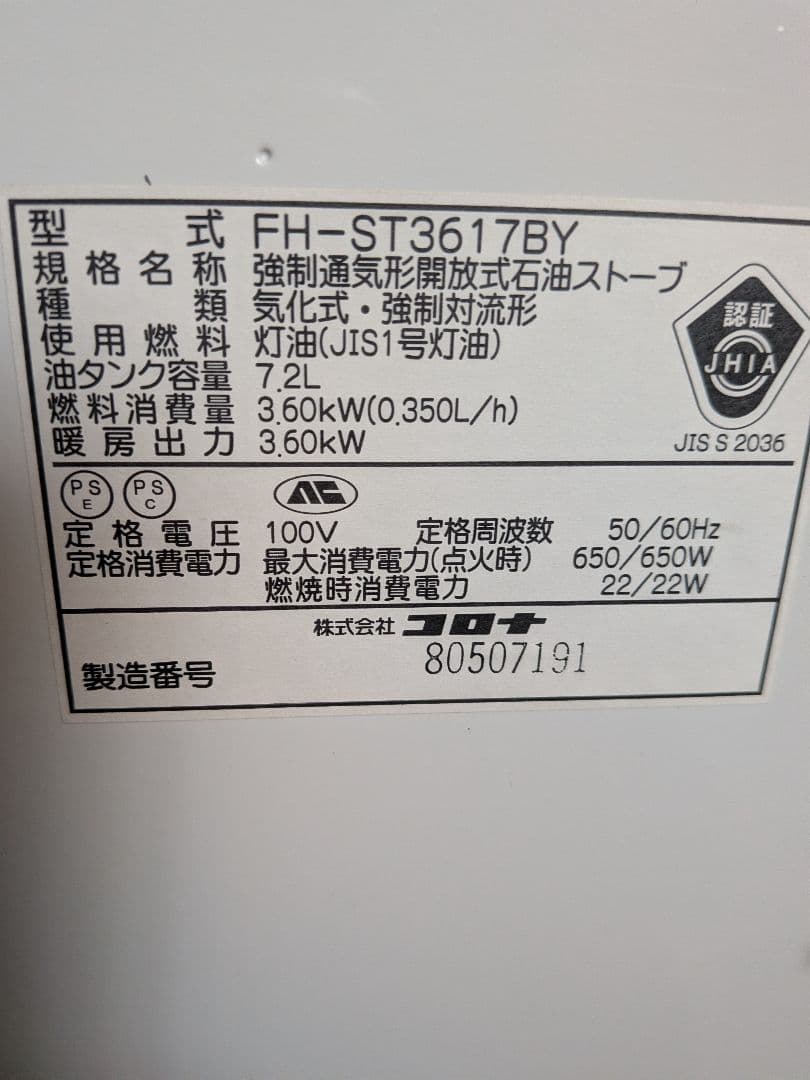 型式 FH-ST3617BY
規格名称 強制通気形開放式石油ストーブ
種類 気化式・強制対流形
使用燃料 灯油(JIS1号灯油)
油タンク容量 7.2L
燃料消費量 3.60kW(0.350L/h)
暖房出力 3.60kW
認証
JHIA
JIS S 2036
PS E PS C
定格電圧 100V 定格周波数 50/60Hz
定格消費電力 最大消費電力(点火時) 650/650W
燃焼時消費電力 22/22W
株式会社 コロナ
製造番号 80507191